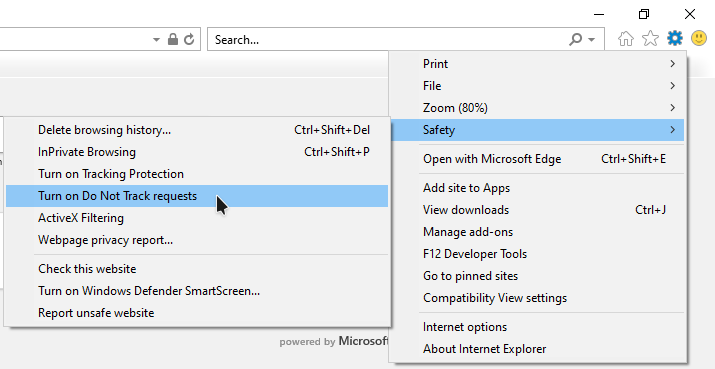 Search...
Print
File
Zoom (80%)
Safety
Open with Microsoft Edge Ctrl+Shift+E
Add site to Apps
View downloads Ctrl+J
Manage add-ons
F12 Developer Tools
Go to pinned sites
Compatibility View settings
Internet options
About Internet Explorer
Delete browsing history... Ctrl+Shift+Del
InPrivate Browsing Ctrl+Shift+P
Turn on Tracking Protection
Turn on Do Not Track requests
ActiveX Filtering
Webpage privacy report...
Check this website
Turn on Windows Defender SmartScreen...
Report unsafe website
powered by